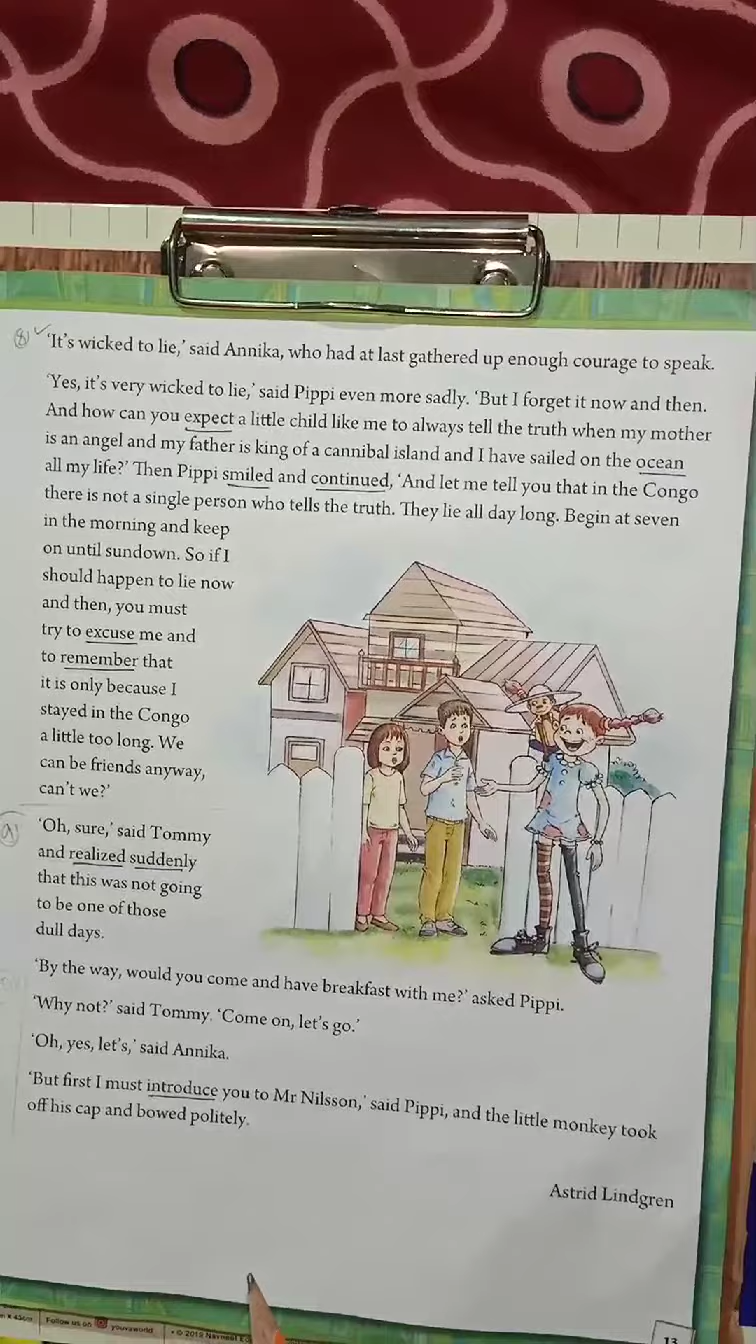 (8) ✓ ‘It’s wicked to lie,’ said Annika, who had at last gathered up enough courage to speak.
‘Yes, it’s very wicked to lie,’ said Pippi even more sadly. ‘But I forget it now and then.
And how can you expect a little child like me to always tell the truth when my mother
is an angel and my father is king of a cannibal island and I have sailed on the ocean
all my life?’ Then Pippi smiled and continued, ‘And let me tell you that in the Congo
there is not a single person who tells the truth. They lie all day long. Begin at seven
in the morning and keep
on until sundown. So if I
should happen to lie now
and then, you must
try to excuse me and
to remember that
it is only because I
stayed in the Congo
a little too long. We
can be friends anyway,
can’t we?’
‘Oh, sure,’ said Tommy
and realized suddenly
that this was not going
to be one of those
dull days.
‘By the way, would you come and have breakfast with me?’ asked Pippi.
‘Why not?’ said Tommy. ‘Come on, let’s go.’
‘Oh, yes, let’s,’ said Annika.
‘But first I must introduce you to Mr Nilsson,’ said Pippi, and the little monkey took
off his cap and bowed politely.
Astrid Lindgren
13
Follow us on youvaworld © 2019 Navneet